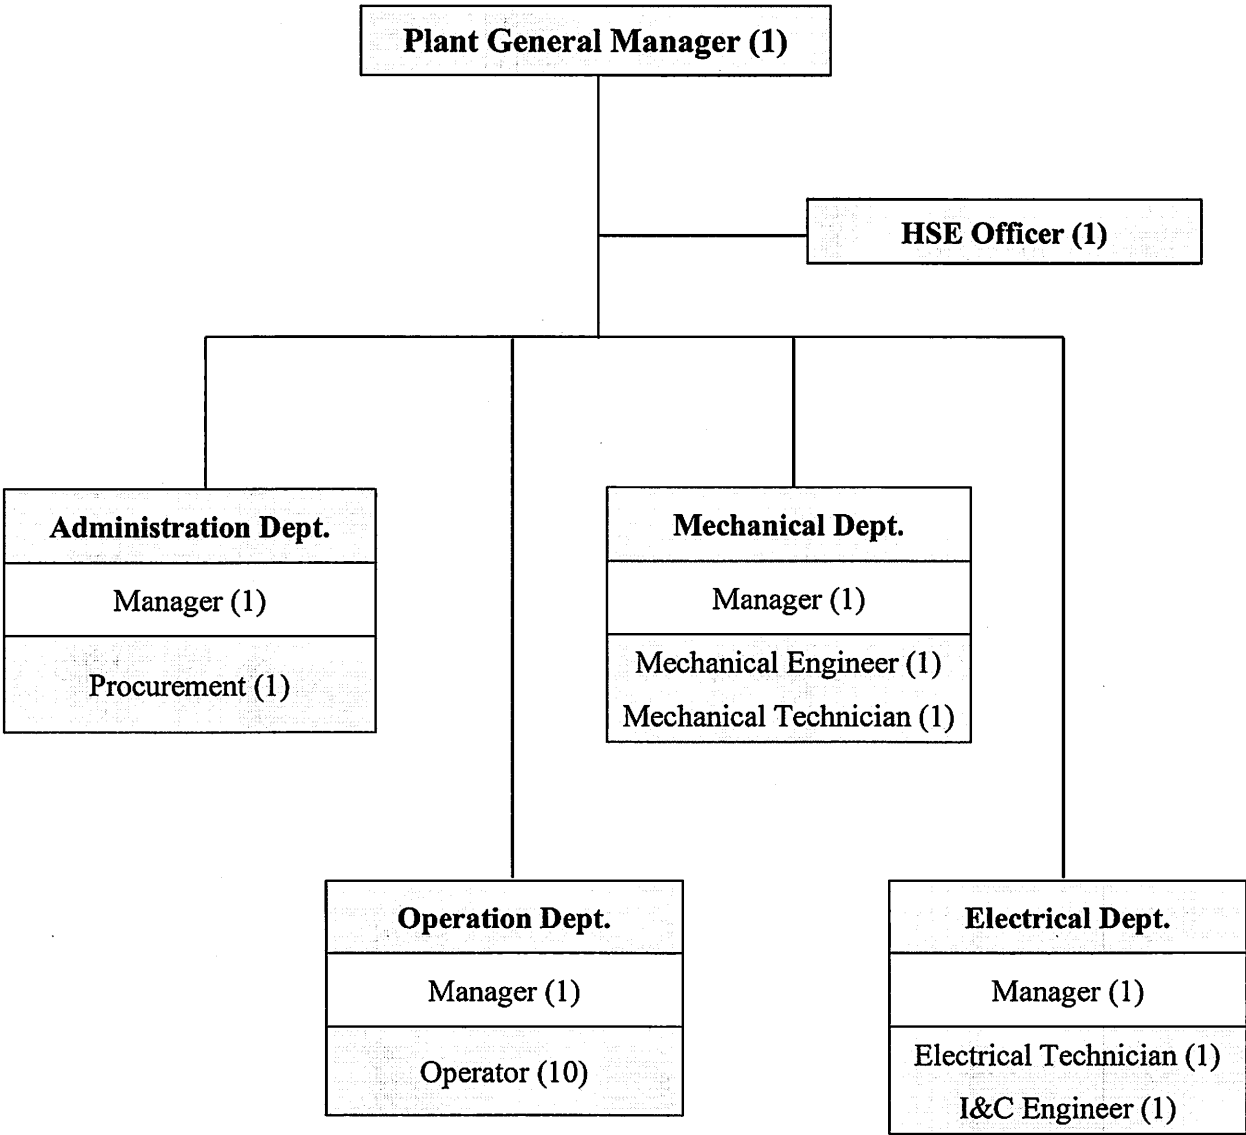 Plant General Manager (1)
HSE Officer (1)
Administration Dept.
Manager (1)
Procurement (1)
Mechanical Dept.
Manager (1)
Mechanical Engineer (1)
Mechanical Technician (1)
Operation Dept.
Manager (1)
Operator (10)
Electrical Dept.
Manager (1)
Electrical Technician (1)
I&C Engineer (1)